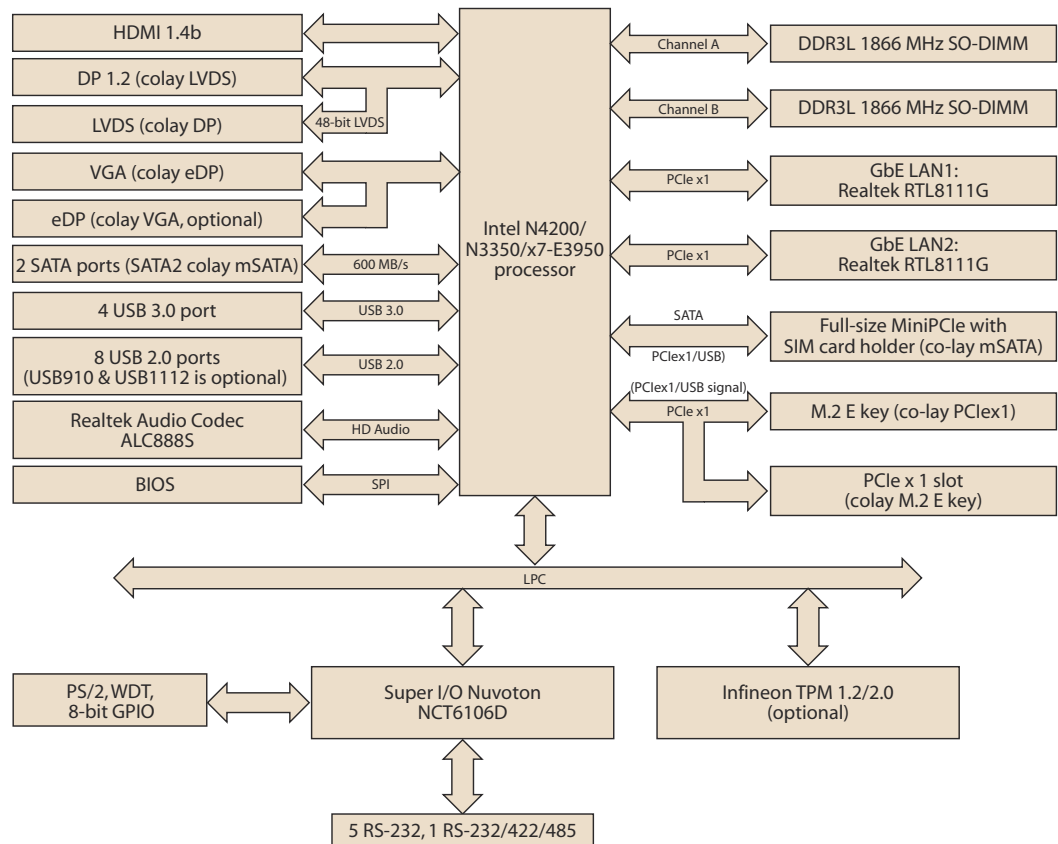 HDMI 1.4b
DP 1.2 (colay LVDS)
LVDS (colay DP)
48-bit LVDS
VGA (colay eDP)
eDP (colay VGA, optional)
2 SATA ports (SATA2 colay mSATA)
600 MB/s
4 USB 3.0 port
USB 3.0
8 USB 2.0 ports
(USB910 & USB1112 is optional)
USB 2.0
Realtek Audio Codec
ALC888S
HD Audio
BIOS
SPI
Intel N4200/
N3350/x7-E3950
processor
Channel A
DDR3L 1866 MHz SO-DIMM
Channel B
DDR3L 1866 MHz SO-DIMM
PCIe x1
GbE LAN1:
Realtek RTL8111G
PCIe x1
GbE LAN2:
Realtek RTL8111G
SATA
PCIex1/USB)
Full-size MiniPCIe with
SIM card holder (co-lay mSATA)
(PCIex1/USB signal)
PCIe x1
M.2 E key (co-lay PCIex1)
PCIe x 1 slot
(colay M.2 E key)
LPC
PS/2, WDT,
8-bit GPIO
Super I/O Nuvoton
NCT6106D
Infineon TPM 1.2/2.0
(optional)
5 RS-232, 1 RS-232/422/485